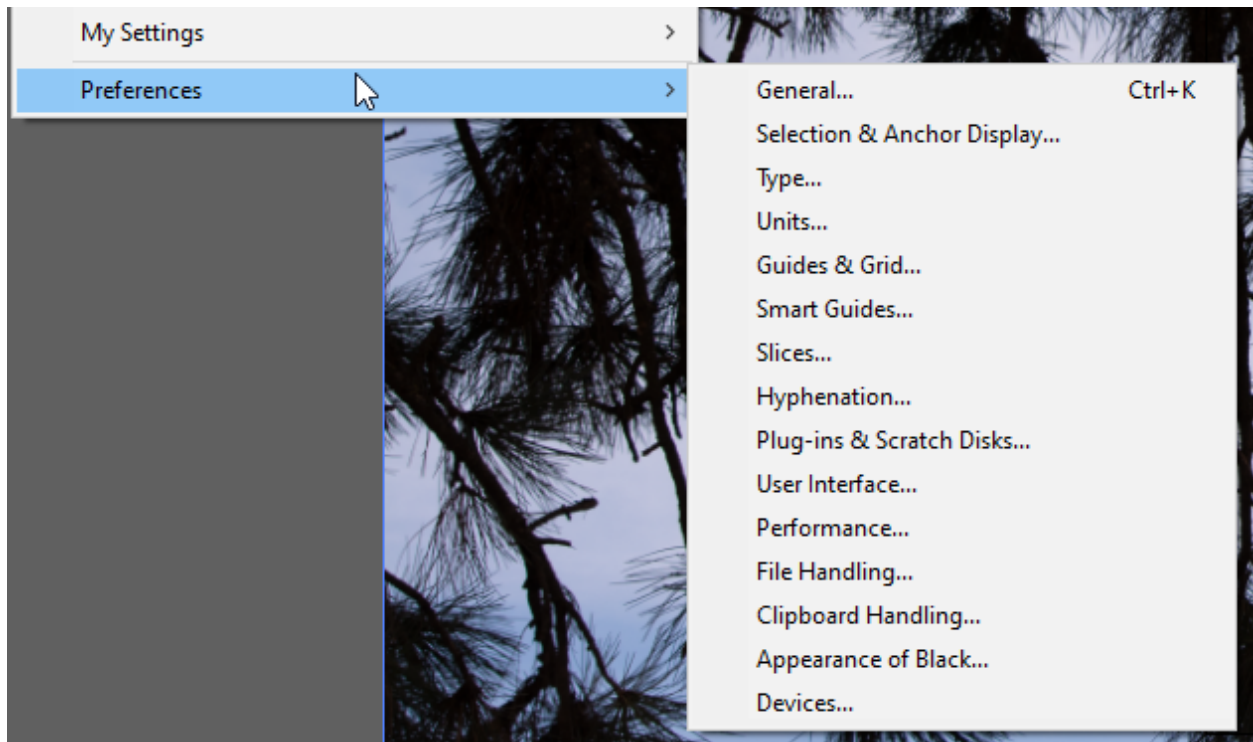 My Settings
Preferences
General... Ctrl+K
Selection & Anchor Display...
Type...
Units...
Guides & Grid...
Smart Guides...
Slices...
Hyphenation...
Plug-ins & Scratch Disks...
User Interface...
Performance...
File Handling...
Clipboard Handling...
Appearance of Black...
Devices...